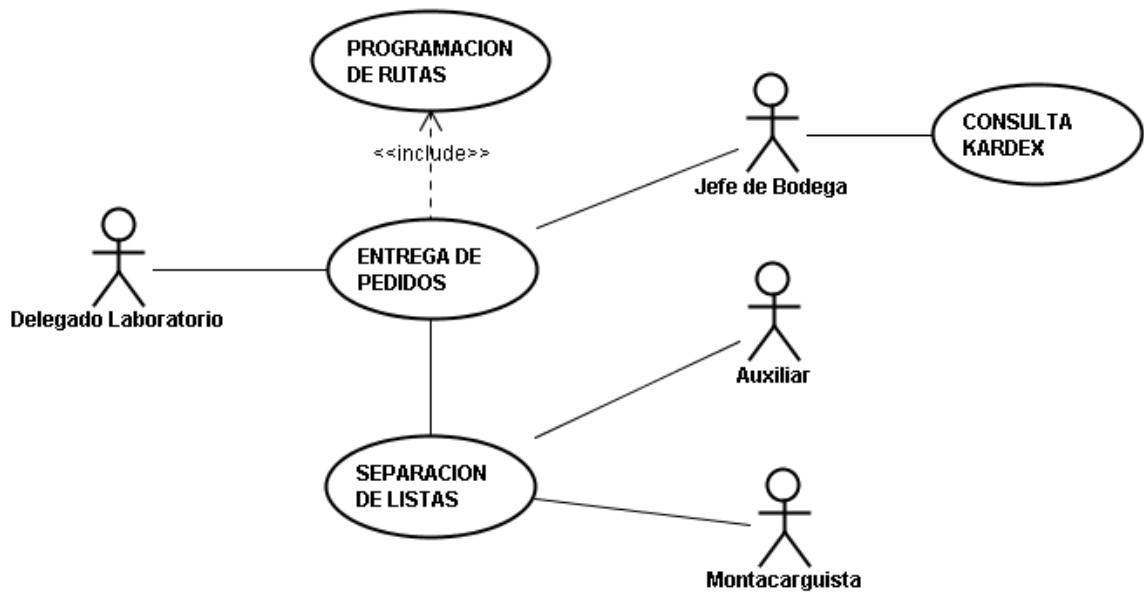 PROGRAMACION
DE RUTAS
<<include>>
CONSULTA
KARDEX
Jefe de Bodega
ENTREGA DE
PEDIDOS
Delegado Laboratorio
Auxiliar
SEPARACION
DE LISTAS
Montacarguista